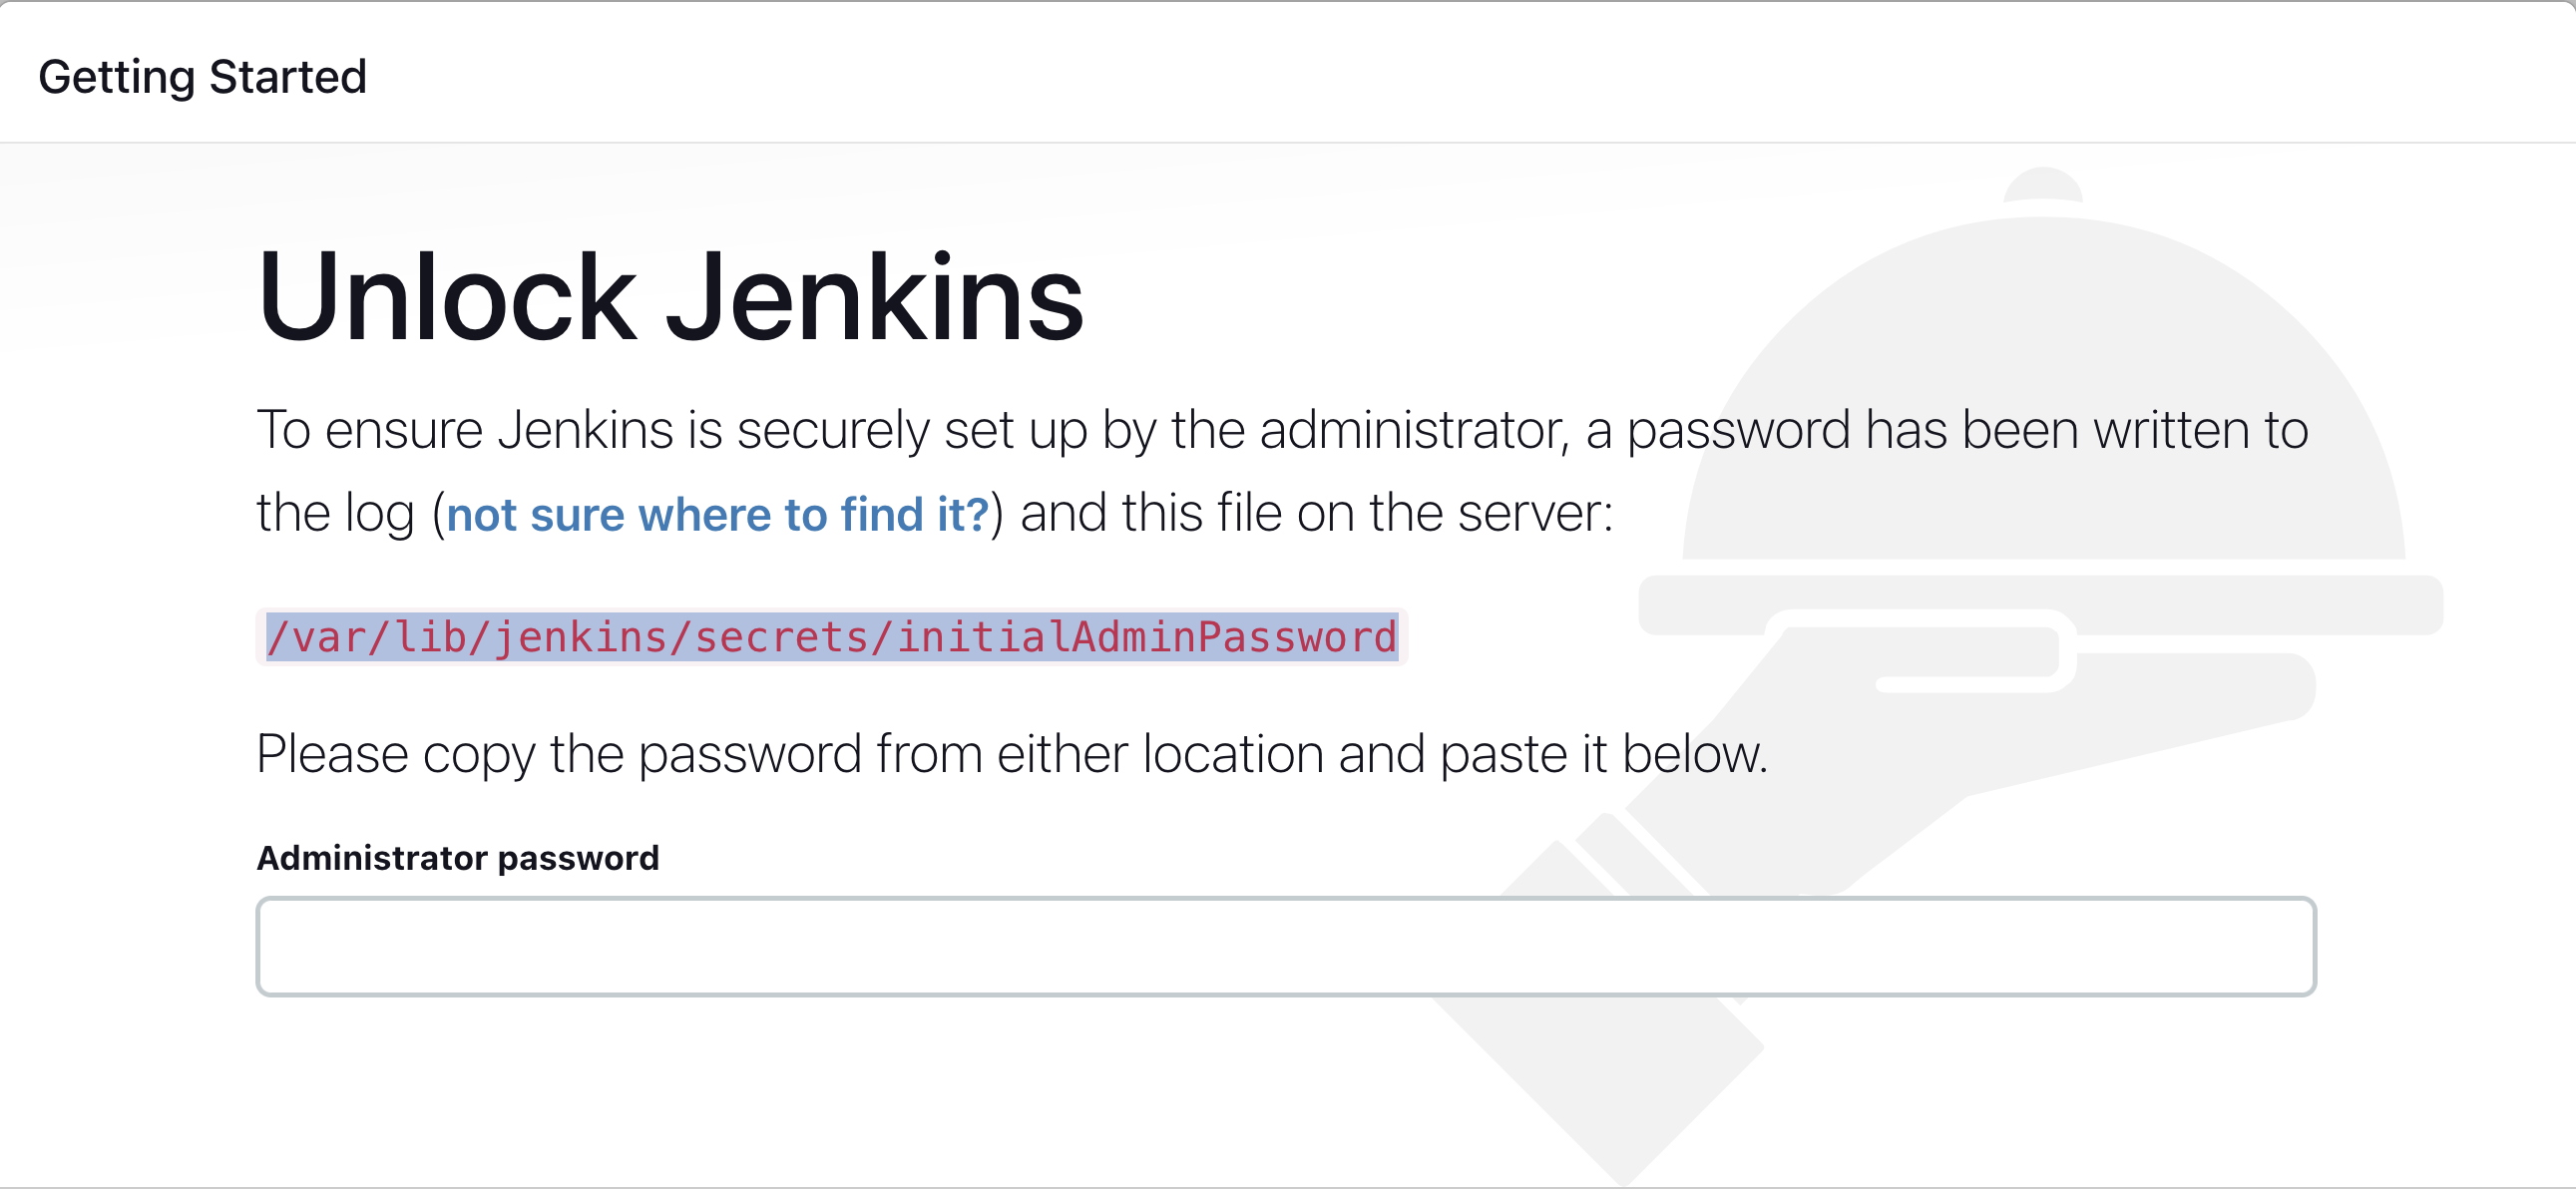 Getting Started
Unlock Jenkins
To ensure Jenkins is securely set up by the administrator, a password has been written to
the log (not sure where to find it?) and this file on the server:
/var/lib/jenkins/secrets/initialAdminPassword
Please copy the password from either location and paste it below.
Administrator password